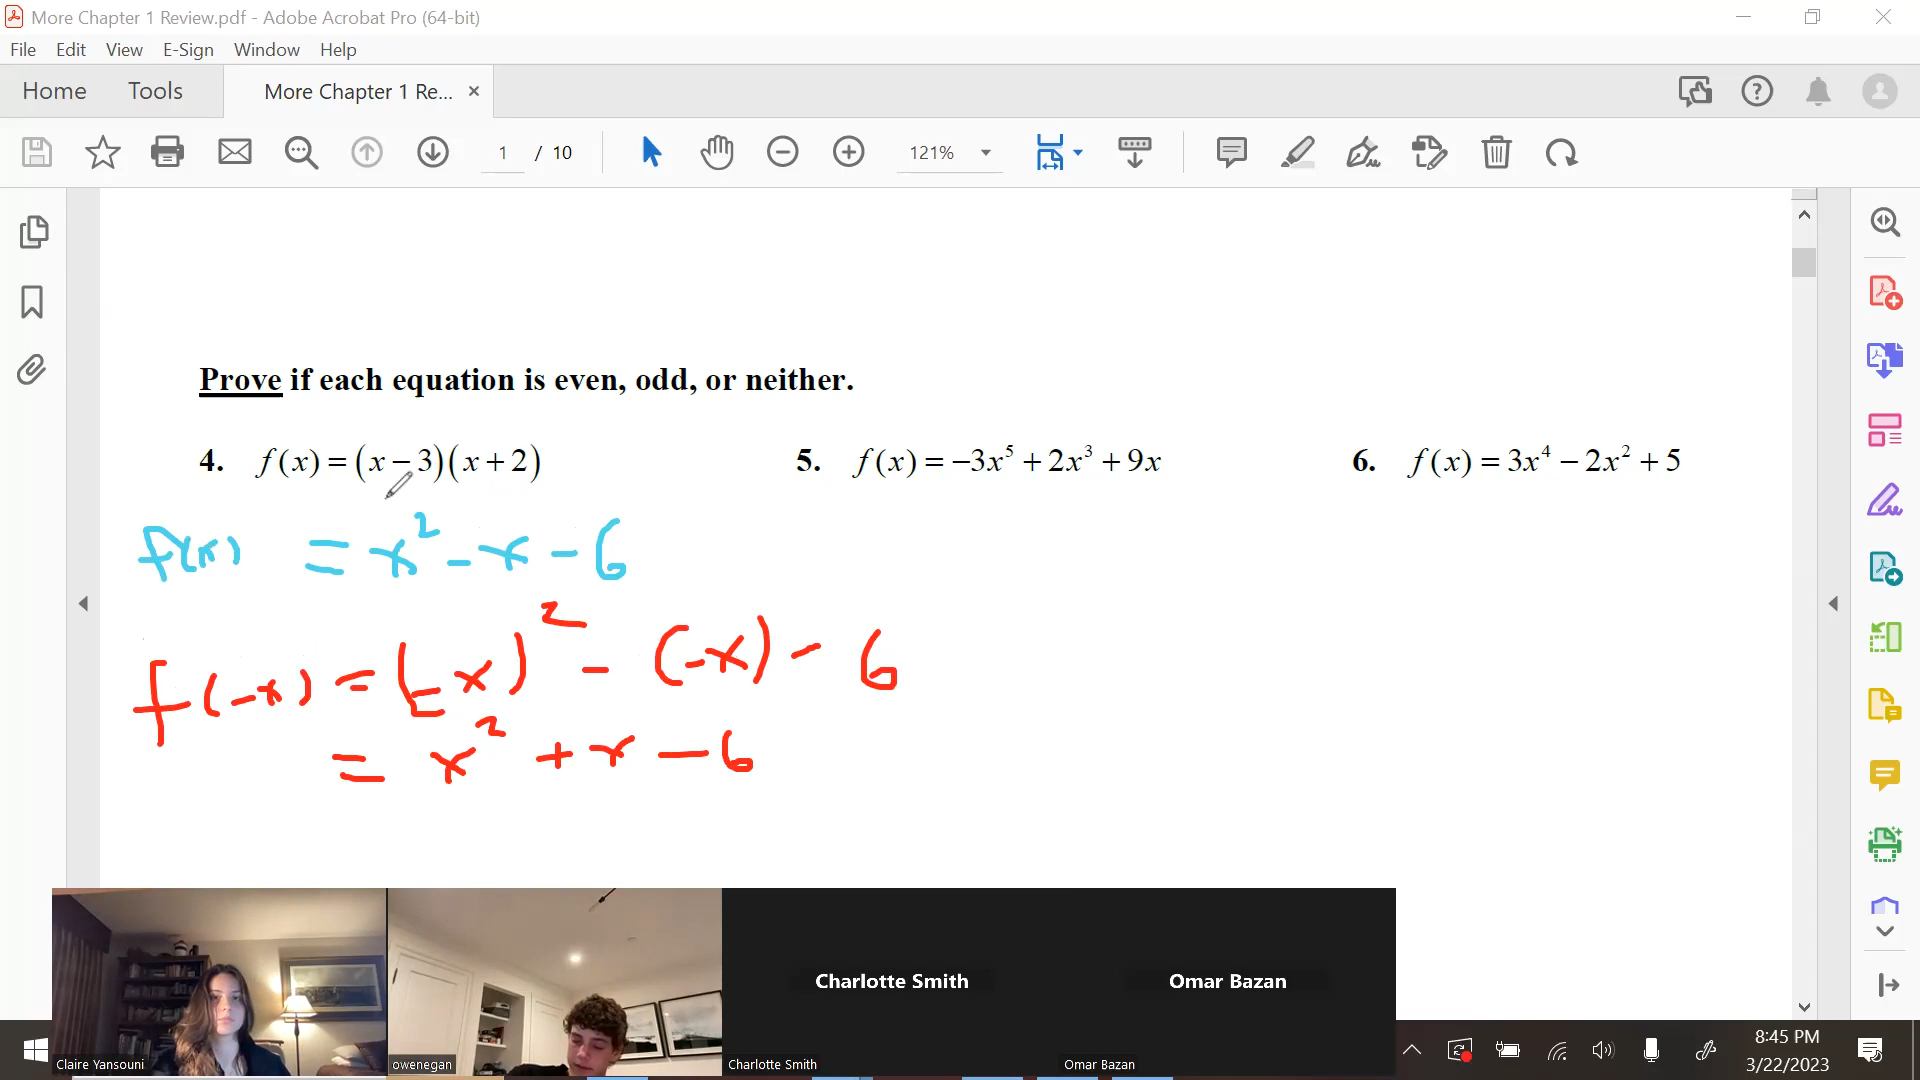 More Chapter 1 Review.pdf - Adobe Acrobat Pro (64-bit)
File Edit View E-Sign Window Help
Home Tools More Chapter 1 Re... ×
1 / 10 121%
Prove if each equation is even, odd, or neither.
4. f(x) = (x − 3)(x + 2) 5. f(x) = −3x⁵ + 2x³ + 9x 6. f(x) = 3x⁴ − 2x² + 5
f(x) = x² - x - 6
f(-x) = (-x)² - (-x) - 6
= x² + x - 6
Charlotte Smith Omar Bazan
Claire Yansouni owenegan Charlotte Smith Omar Bazan
8:45 PM
3/22/2023